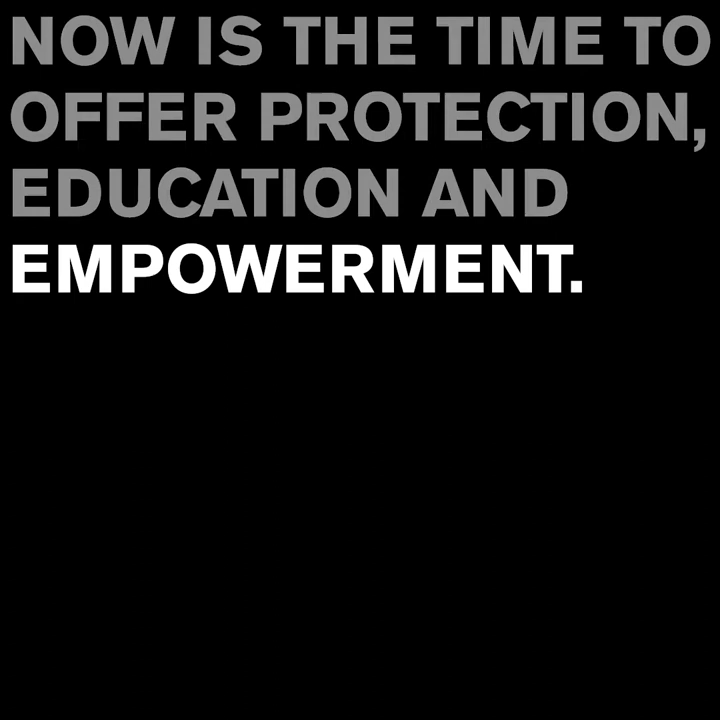 NOW IS THE TIME TO
OFFER PROTECTION,
EDUCATION AND
EMPOWERMENT.